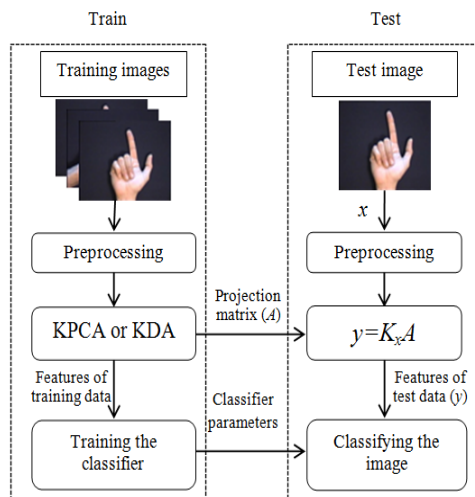 Train
Test
Training images
Test image
x
Preprocessing
Preprocessing
Projection
matrix (A)
KPCA or KDA
y=KₓA
Features of
training data
Features of
test data (y)
Classifier
parameters
Training the
classifier
Classifying the
image